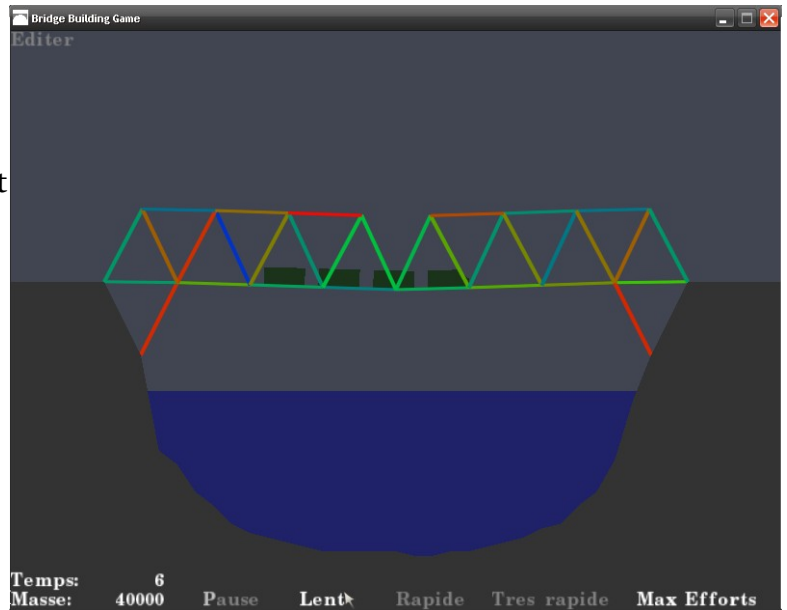 Bridge Building Game
Editer
t
Temps: 6
Masse: 40000 Pause Lent Rapide Tres rapide Max Efforts